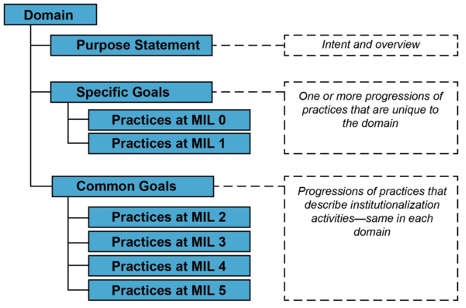 Domain
Purpose Statement
Intent and overview
Specific Goals
One or more progressions of
practices that are unique to
the domain
Practices at MIL 0
Practices at MIL 1
Common Goals
Progressions of practices that
describe institutionalization
activities—same in each
domain
Practices at MIL 2
Practices at MIL 3
Practices at MIL 4
Practices at MIL 5